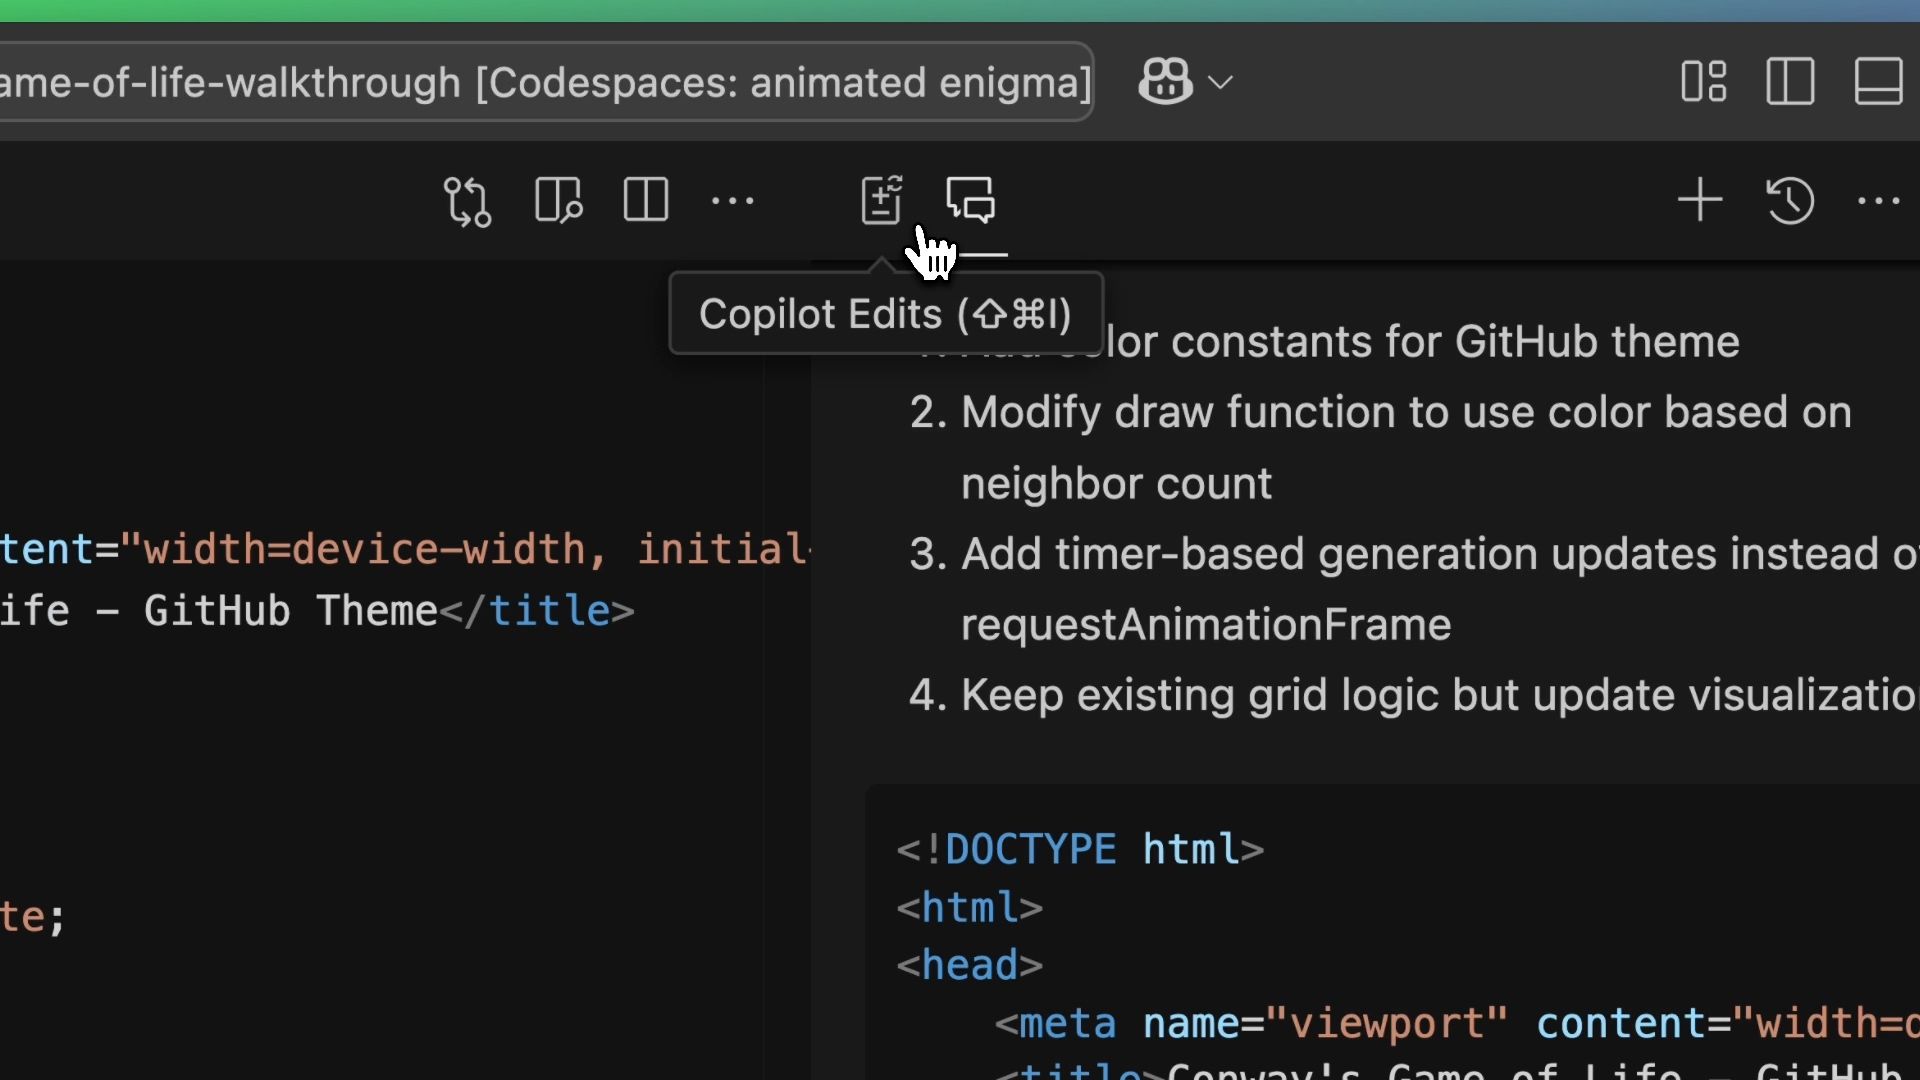 ame-of-life-walkthrough [Codespaces: animated enigma]
Copilot Edits (⇧⌘I)
lor constants for GitHub theme
2. Modify draw function to use color based on
neighbor count
3. Add timer-based generation updates instead o
requestAnimationFrame
4. Keep existing grid logic but update visualizatio
tent="width=device-width, initial-
ife - GitHub Theme</title>
te;
<!DOCTYPE html>
<html>
<head>
<meta name="viewport" content="width=d
<title>Conway's Game of Life - GitHub